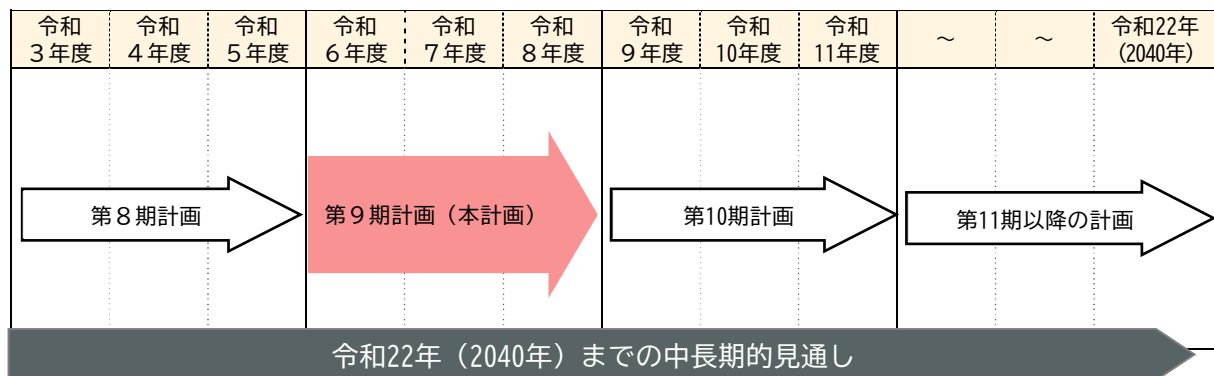 令和
３年度
令和
４年度
令和
５年度
令和
６年度
令和
７年度
令和
８年度
令和
９年度
令和
10年度
令和
11年度
～
～
令和22年
(2040年)
第８期計画
第９期計画（本計画）
第10期計画
第11期以降の計画
令和22年（2040年）までの中長期的見通し